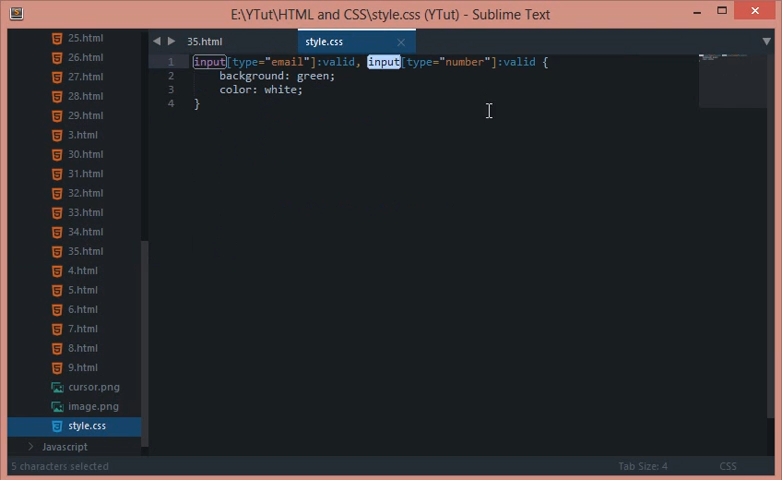 E:\YTut\HTML and CSS\style.css (YTut) - Sublime Text
25.html
26.html
27.html
28.html
29.html
3.html
30.html
31.html
32.html
33.html
34.html
35.html
4.html
5.html
6.html
7.html
8.html
9.html
cursor.png
image.png
style.css
Javascript
35.html
style.css
1 input[type="email"]:valid, input[type="number"]:valid {
2 background: green;
3 color: white;
4 }
5 characters selected
Tab Size: 4
CSS